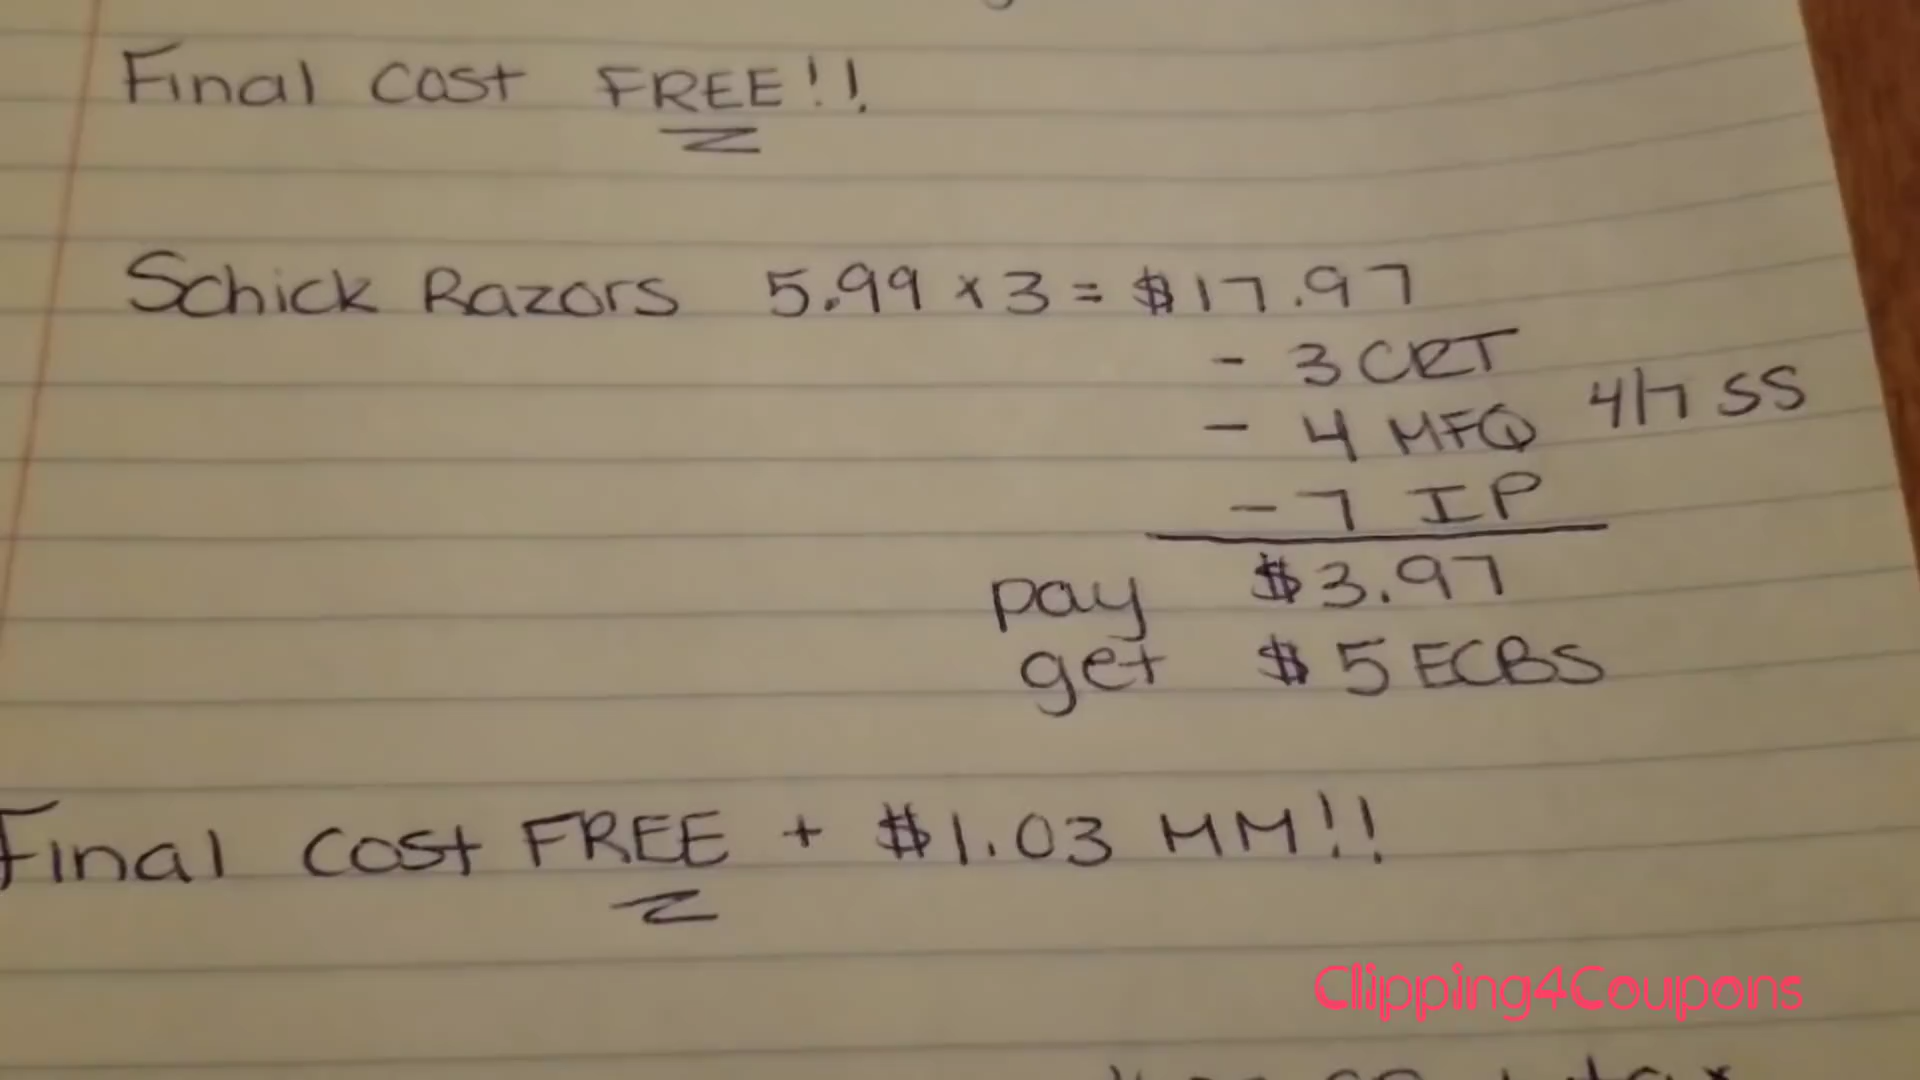 Final cost FREE!!
Schick Razors 5.99 x 3 = $17.97
- 3 CRT
- 4 MFQ 4/7 SS
- 7 IP
pay $3.97
get $5 ECBS
Final cost FREE + $1.03 MM!!
Clipping4Coupons